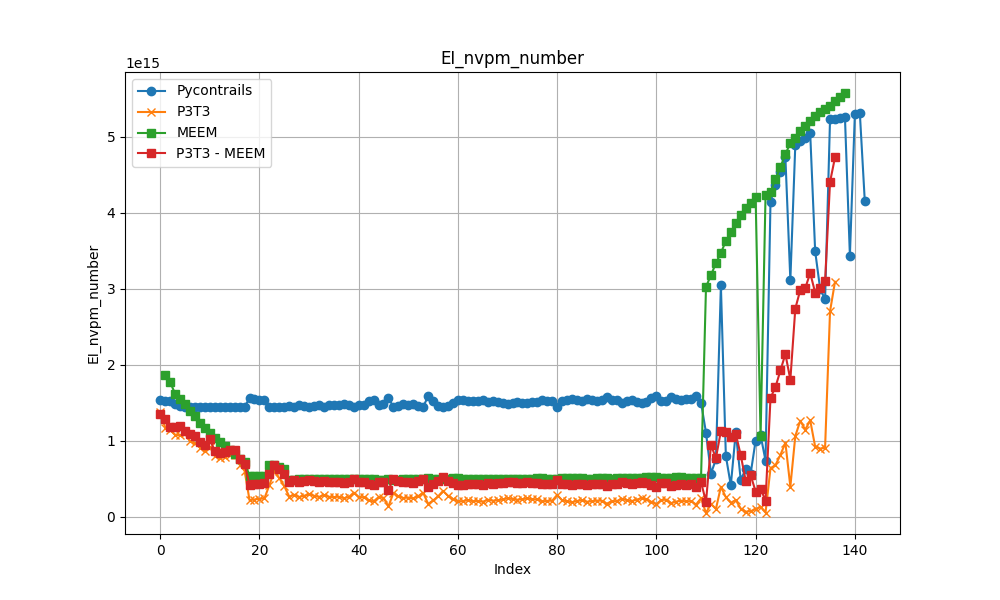 EI_nvpm_number
1e15
Pycontrails
P3T3
MEEM
P3T3 - MEEM
5
4
3
2
1
0
EI_nvpm_number
0 20 40 60 80 100 120 140
Index